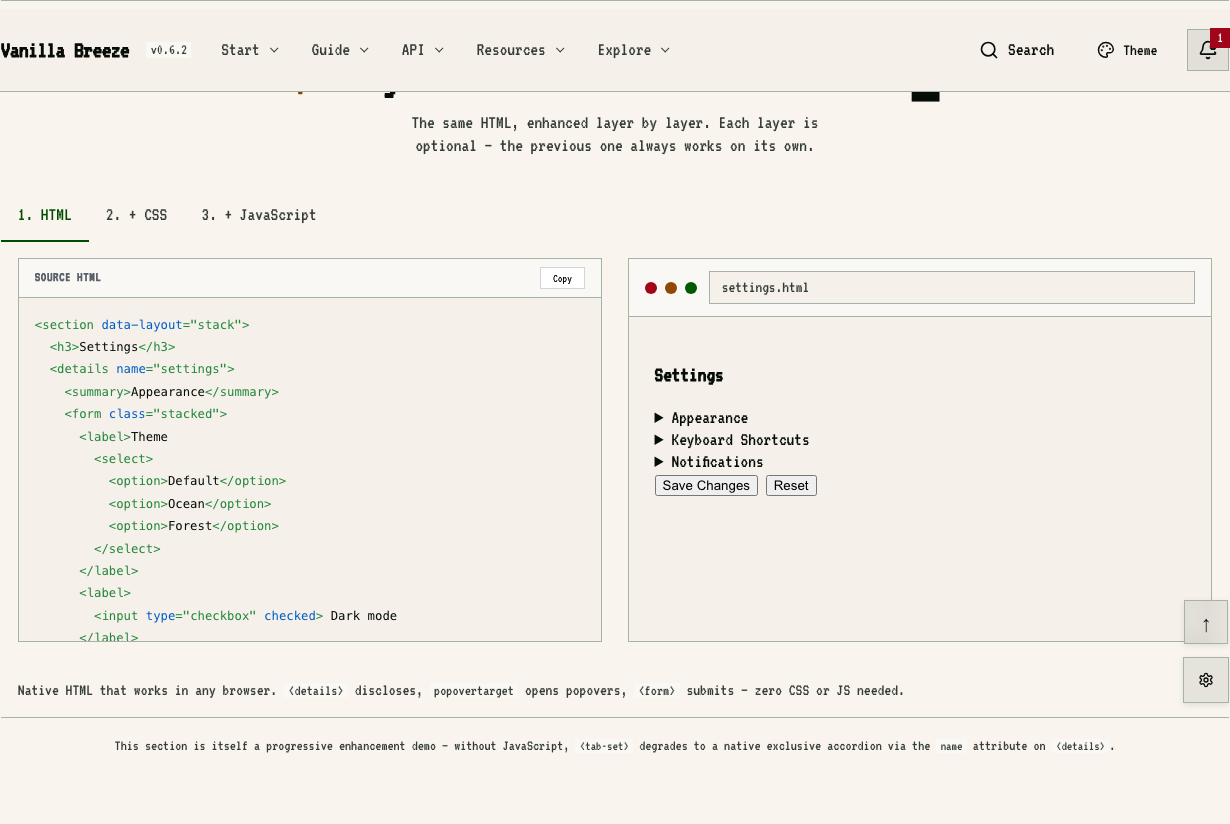 Vanilla Breeze v0.6.2 Start Guide API Resources Explore Search Theme 1
The same HTML, enhanced layer by layer. Each layer is
optional — the previous one always works on its own.
1. HTML 2. + CSS 3. + JavaScript
SOURCE HTML Copy
<section data-layout="stack">
<h3>Settings</h3>
<details name="settings">
<summary>Appearance</summary>
<form class="stacked">
<label>Theme
<select>
<option>Default</option>
<option>Ocean</option>
<option>Forest</option>
</select>
</label>
<label>
<input type="checkbox" checked> Dark mode
</label>
settings.html
Settings
▶ Appearance
▶ Keyboard Shortcuts
▶ Notifications
Save Changes Reset
↑
Native HTML that works in any browser. <details> discloses, popovertarget opens popovers, <form> submits — zero CSS or JS needed.
This section is itself a progressive enhancement demo — without JavaScript, <tab-set> degrades to a native exclusive accordion via the name attribute on <details>.